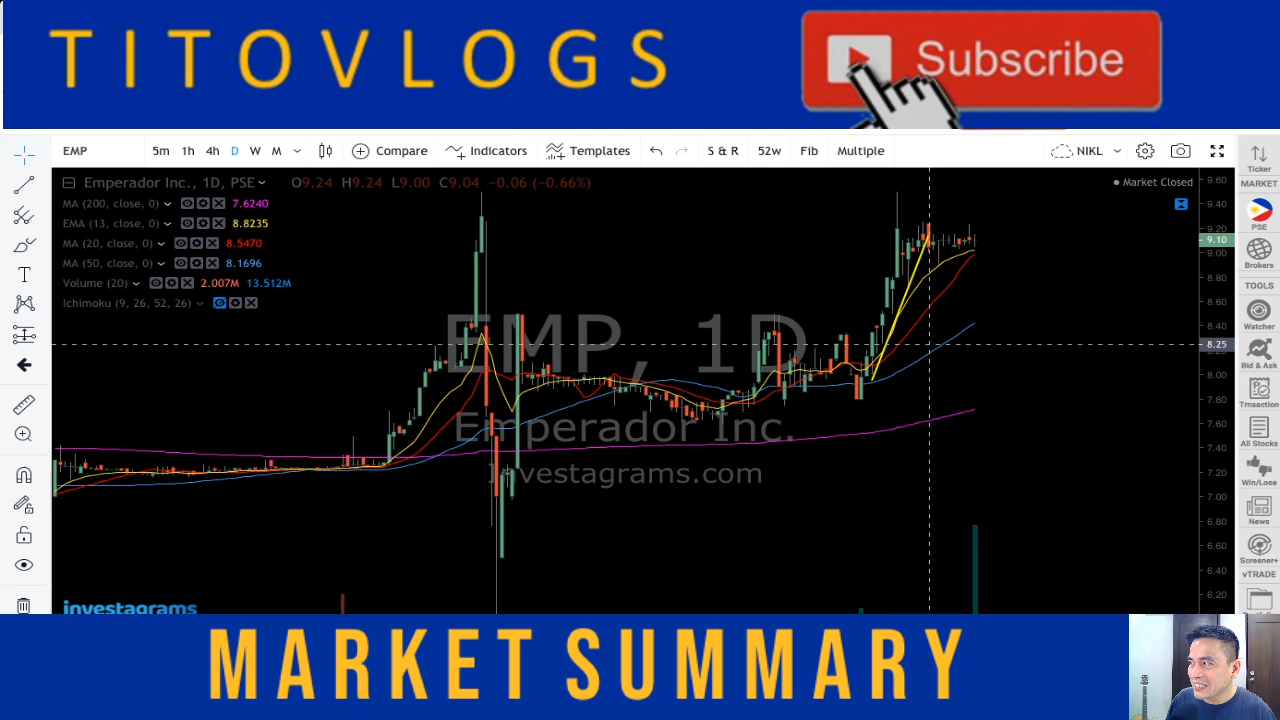 TITOVLOGS
Subscribe
EMP 5m 1h 4h D W M Compare Indicators Templates S & R 52w Fib Multiple NIKL
Emperador Inc., 1D, PSE O9.24 H9.24 L9.00 C9.04 −0.06 (−0.66%)
Market Closed
MA (200, close, 0) 7.6240
EMA (13, close, 0) 8.8235
MA (20, close, 0) 8.5470
MA (50, close, 0) 8.1696
Volume (20) 2.007M 13.512M
Ichimoku (9, 26, 52, 26)
EMP, 1D
Emperador Inc.
investagrams.com
investagrams
9.60
9.40
9.20
9.10
9.00
8.80
8.60
8.40
8.25
8.00
7.80
7.60
7.40
7.20
7.00
6.80
6.60
6.40
6.20
Ticker
MARKET
PSE
Brokers
TOOLS
Watcher
Bid & Ask
Trnsaction
All Stocks
Win/Lose
News
Screener+
vTRADE
MARKET SUMMARY